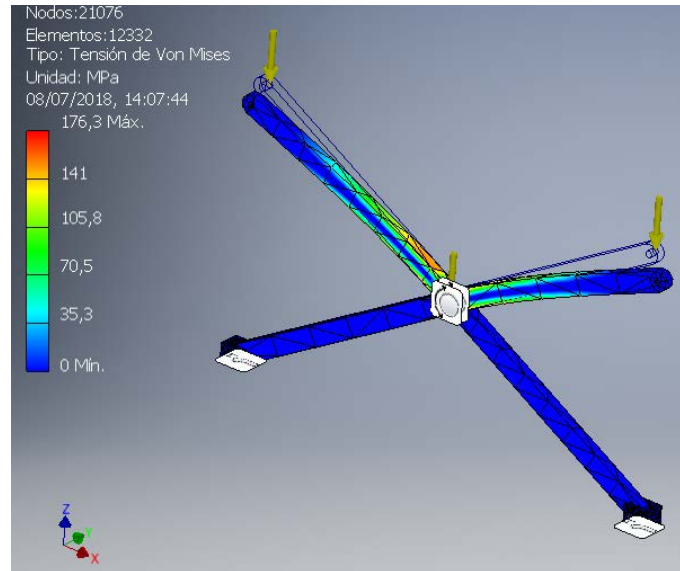 Nodos:21076
Elementos:12332
Tipo: Tensión de Von Mises
Unidad: MPa
08/07/2018, 14:07:44
176,3 Máx.
141
105,8
70,5
35,3
0 Mín.
Z
Y
X